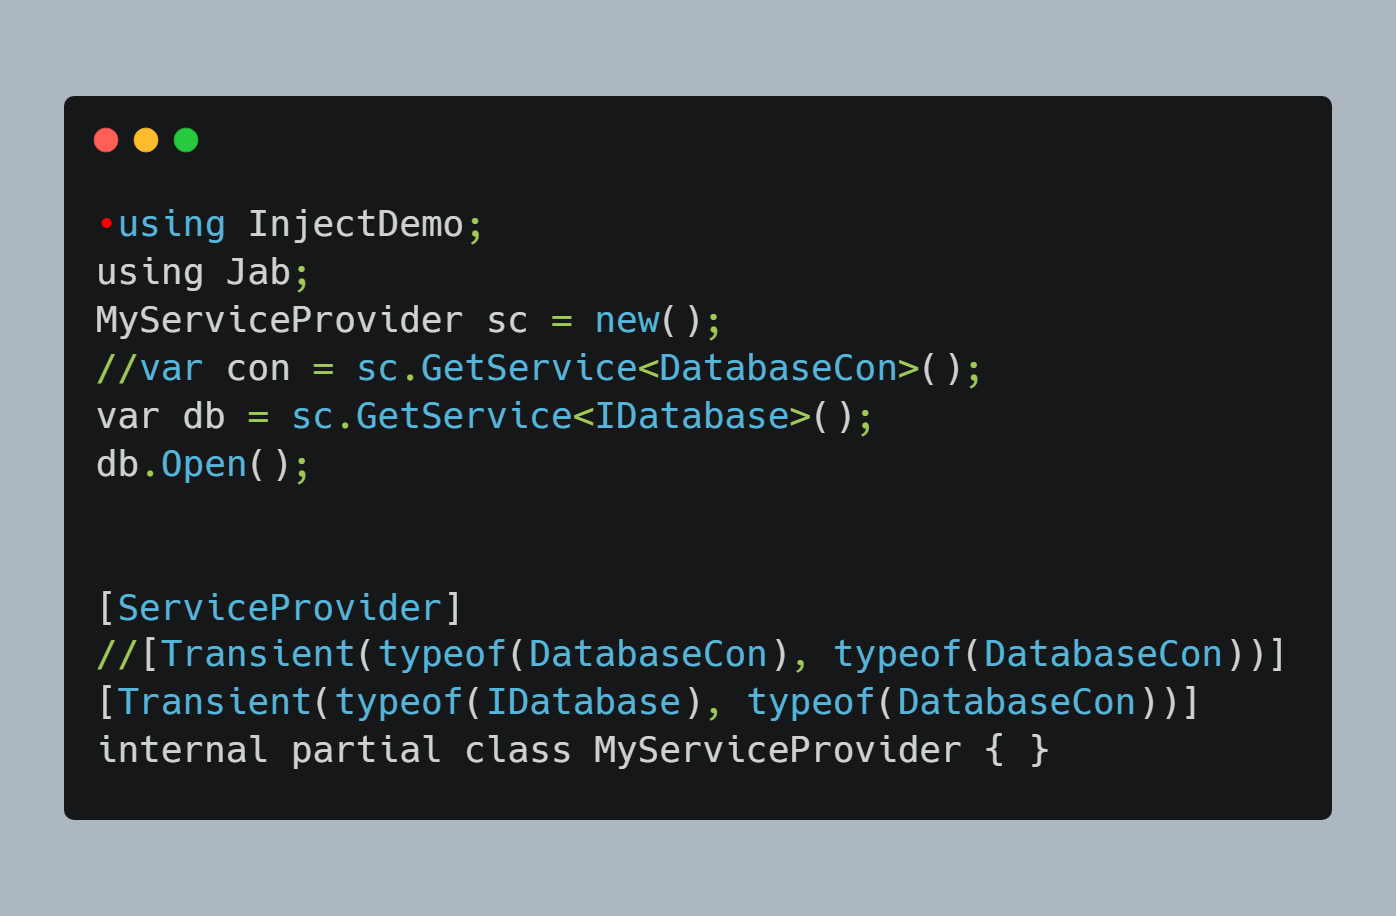 •using InjectDemo;
using Jab;
MyServiceProvider sc = new();
//var con = sc.GetService<DatabaseCon>();
var db = sc.GetService<IDatabase>();
db.Open();
[ServiceProvider]
//[Transient(typeof(DatabaseCon), typeof(DatabaseCon))]
[Transient(typeof(IDatabase), typeof(DatabaseCon))]
internal partial class MyServiceProvider { }